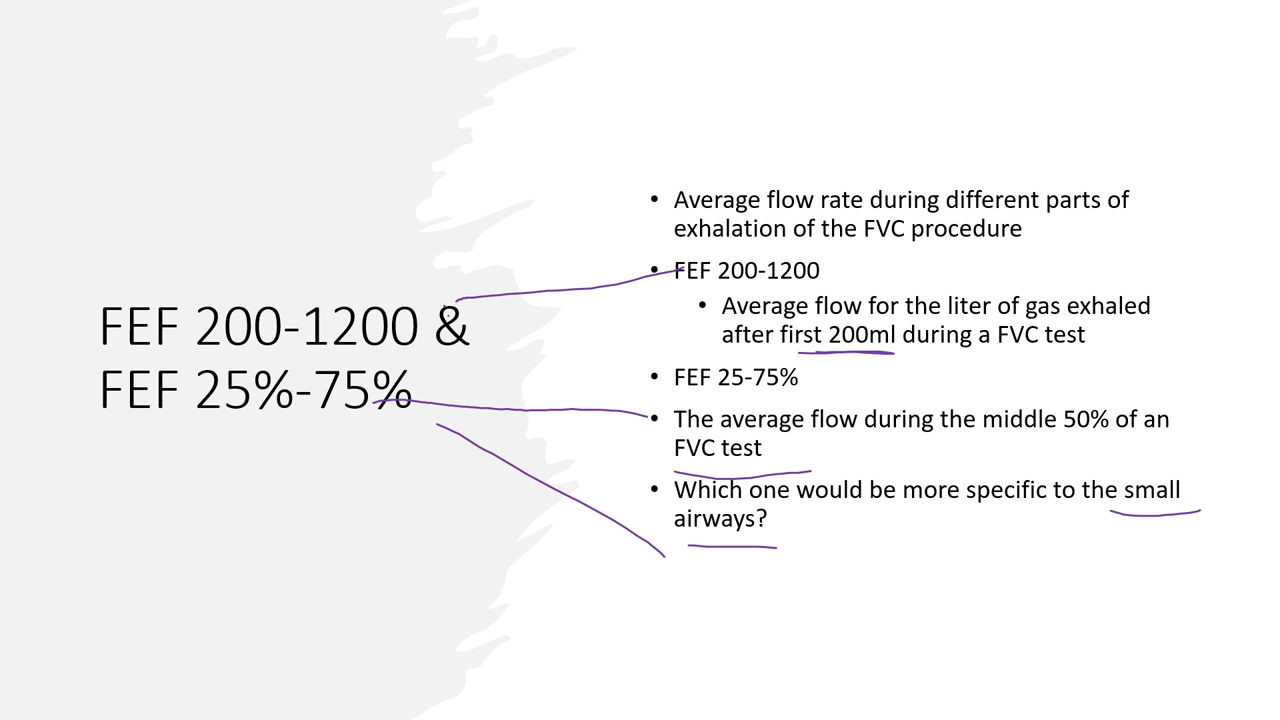 FEF 200-1200 &
FEF 25%-75%
• Average flow rate during different parts of
exhalation of the FVC procedure
• FEF 200-1200
• Average flow for the liter of gas exhaled
after first 200ml during a FVC test
• FEF 25-75%
• The average flow during the middle 50% of an
FVC test
• Which one would be more specific to the small
airways?